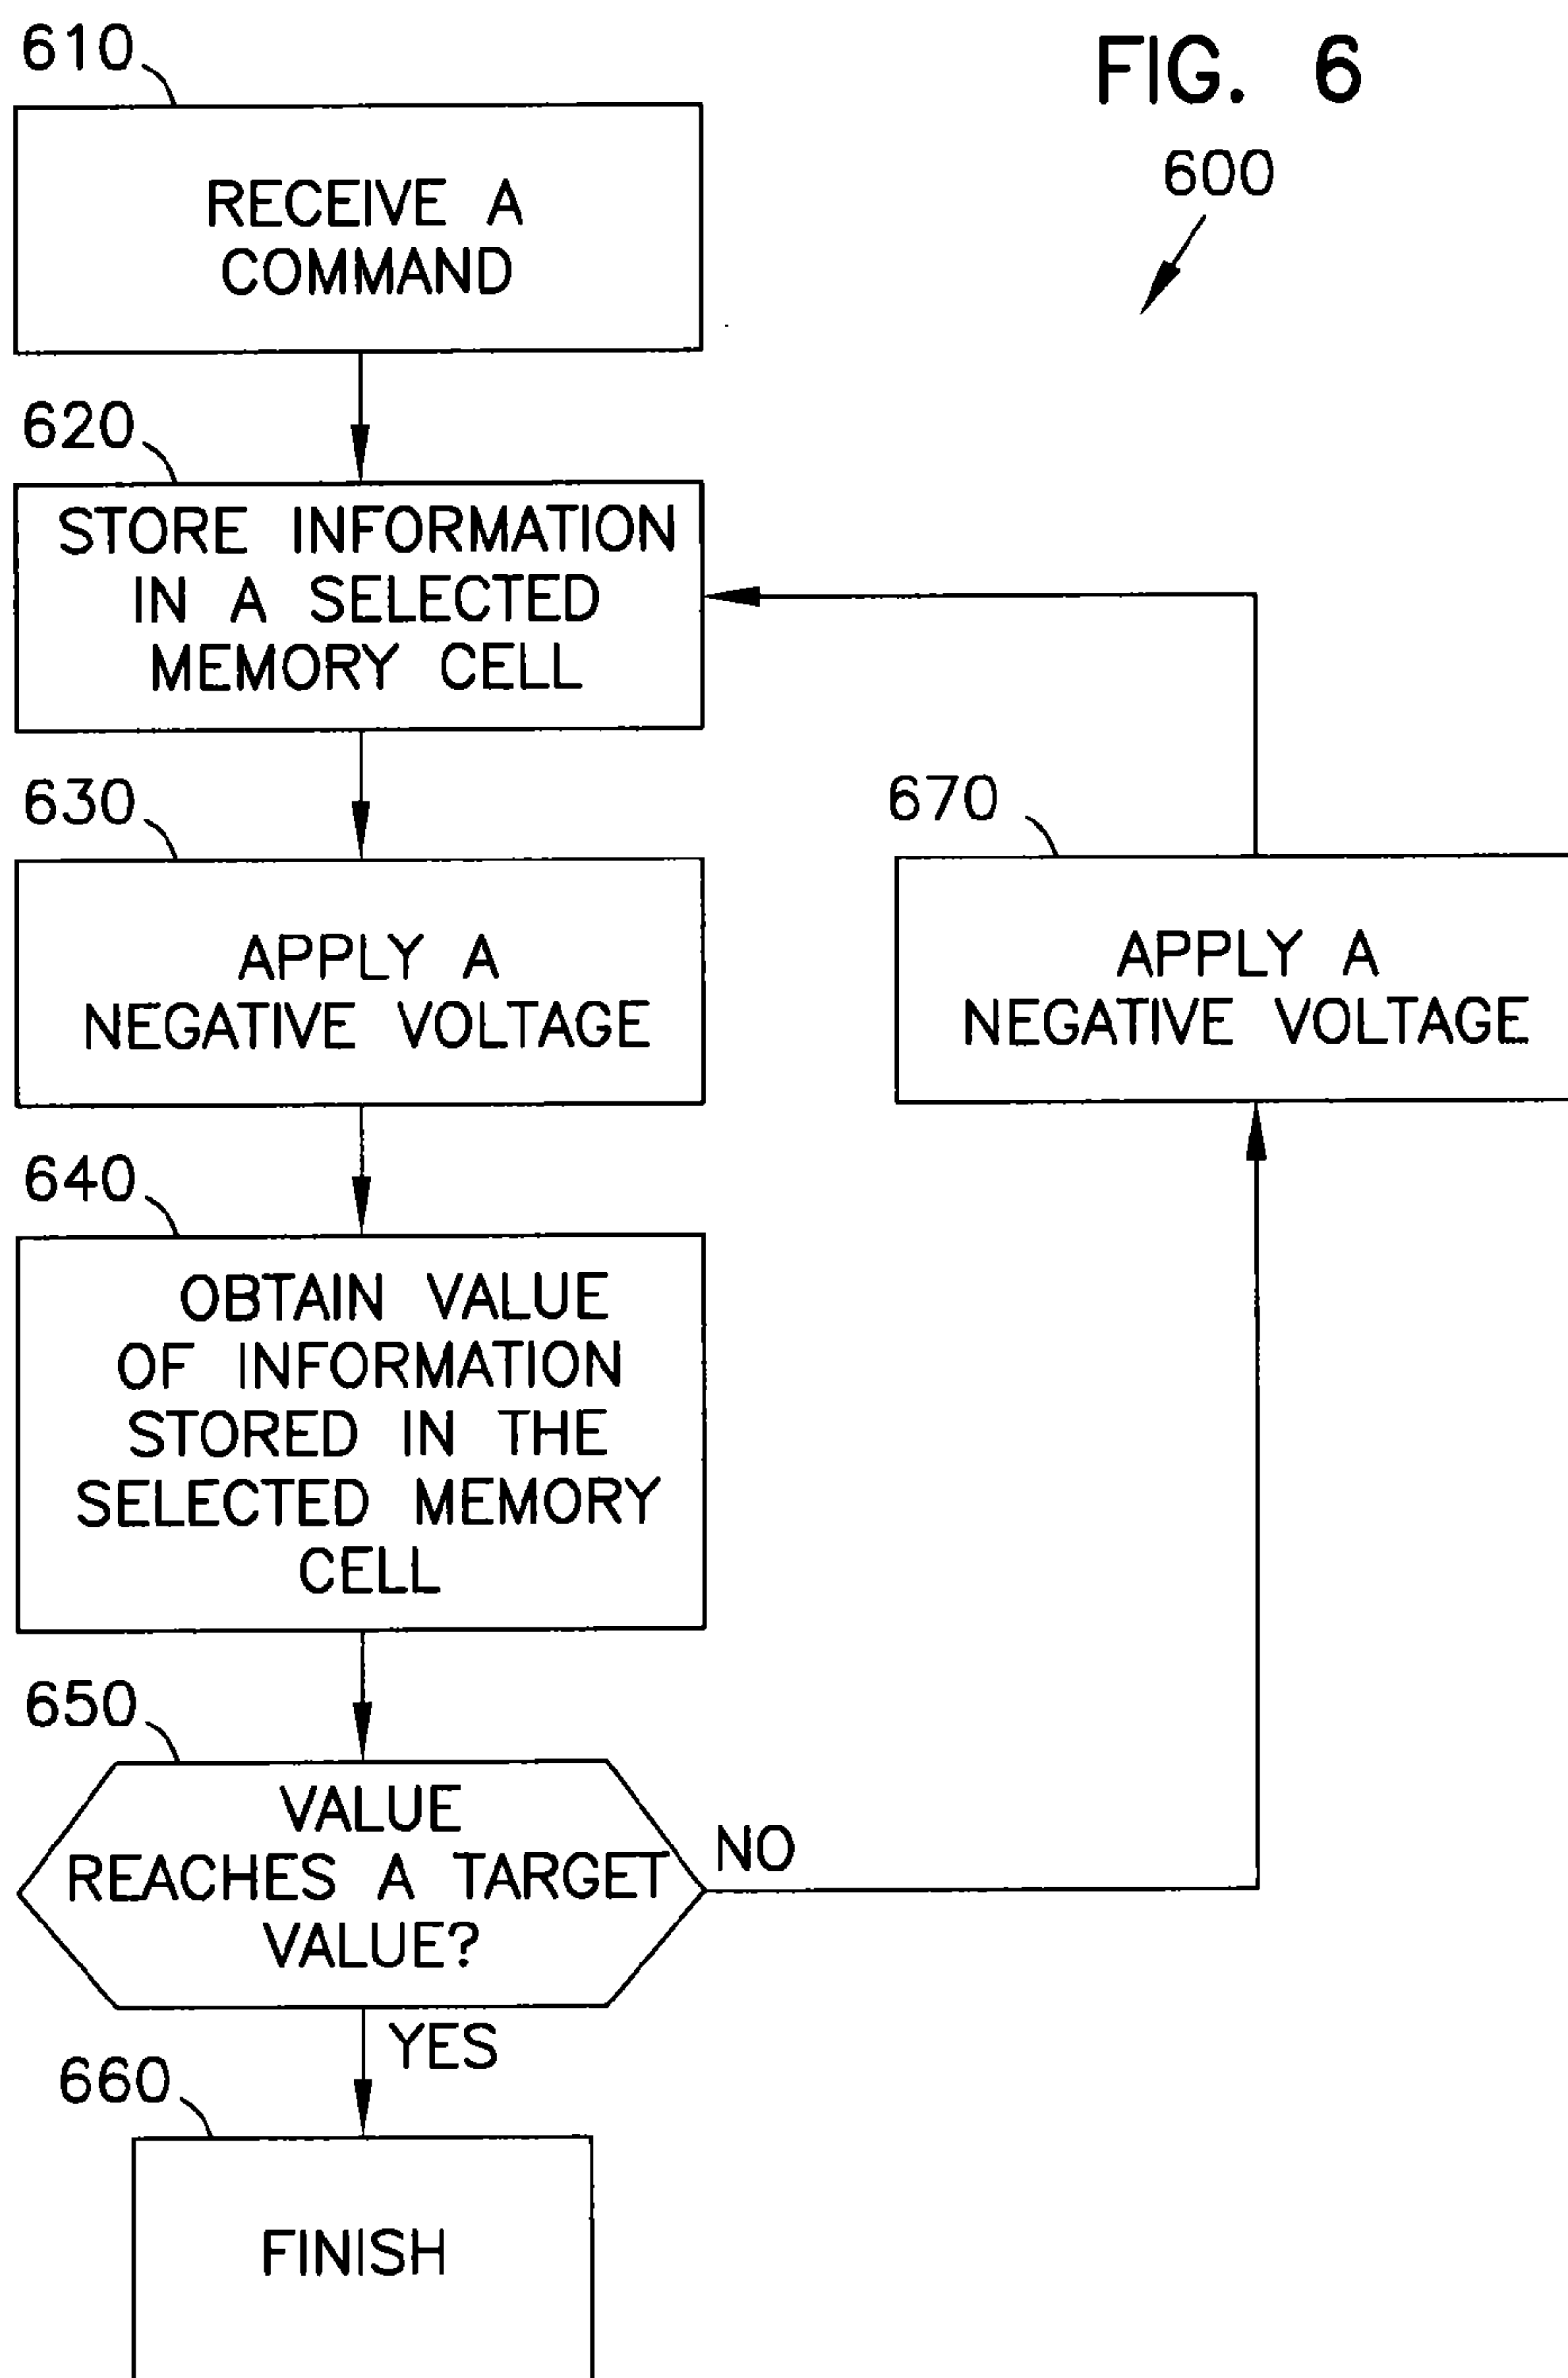 FIG. 6
600
610
RECEIVE A
COMMAND
620
STORE INFORMATION
IN A SELECTED
MEMORY CELL
630
APPLY A
NEGATIVE VOLTAGE
670
APPLY A
NEGATIVE VOLTAGE
640
OBTAIN VALUE
OF INFORMATION
STORED IN THE
SELECTED MEMORY
CELL
650
VALUE
REACHES A TARGET
VALUE?
NO
YES
660
FINISH